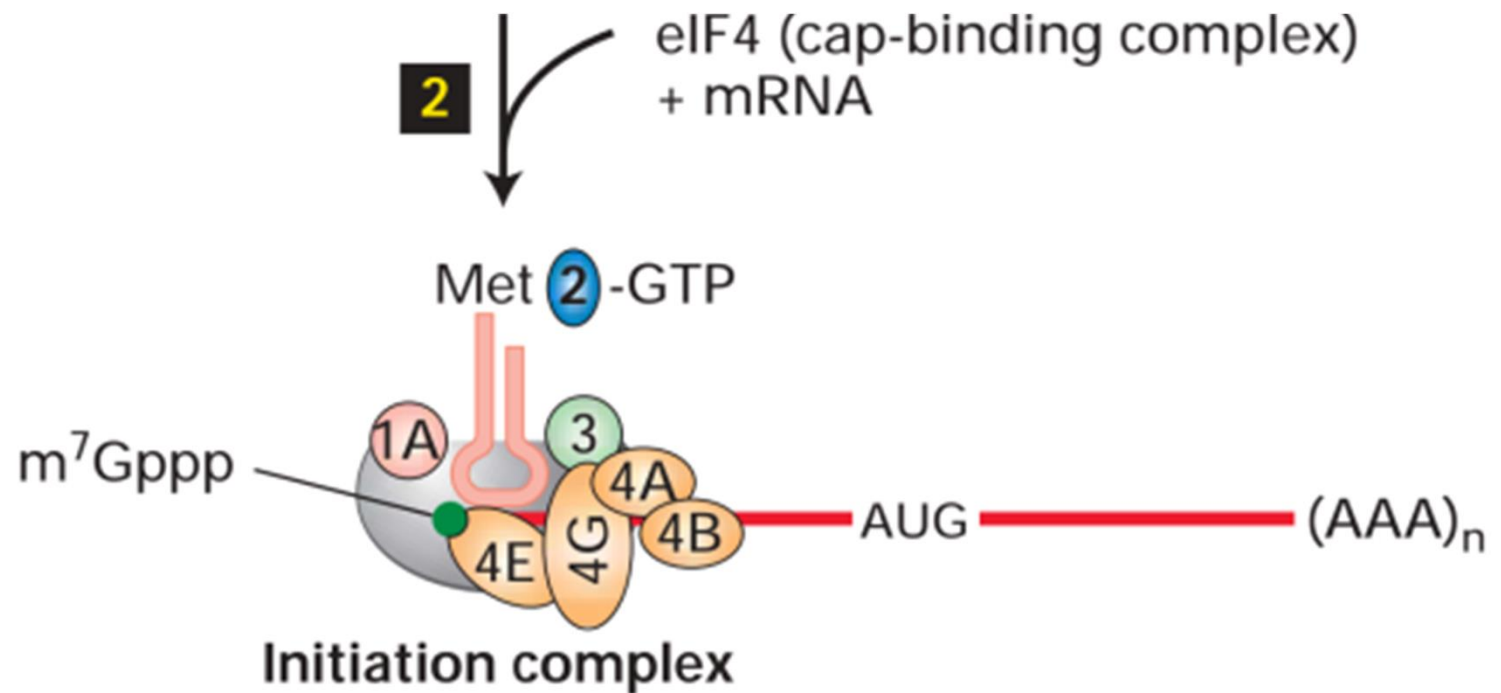 eIF4 (cap-binding complex)
+ mRNA
2
Met 2 -GTP
1A
3
m⁷Gppp
4A
4G
4B
4E
AUG
(AAA)ₙ
Initiation complex